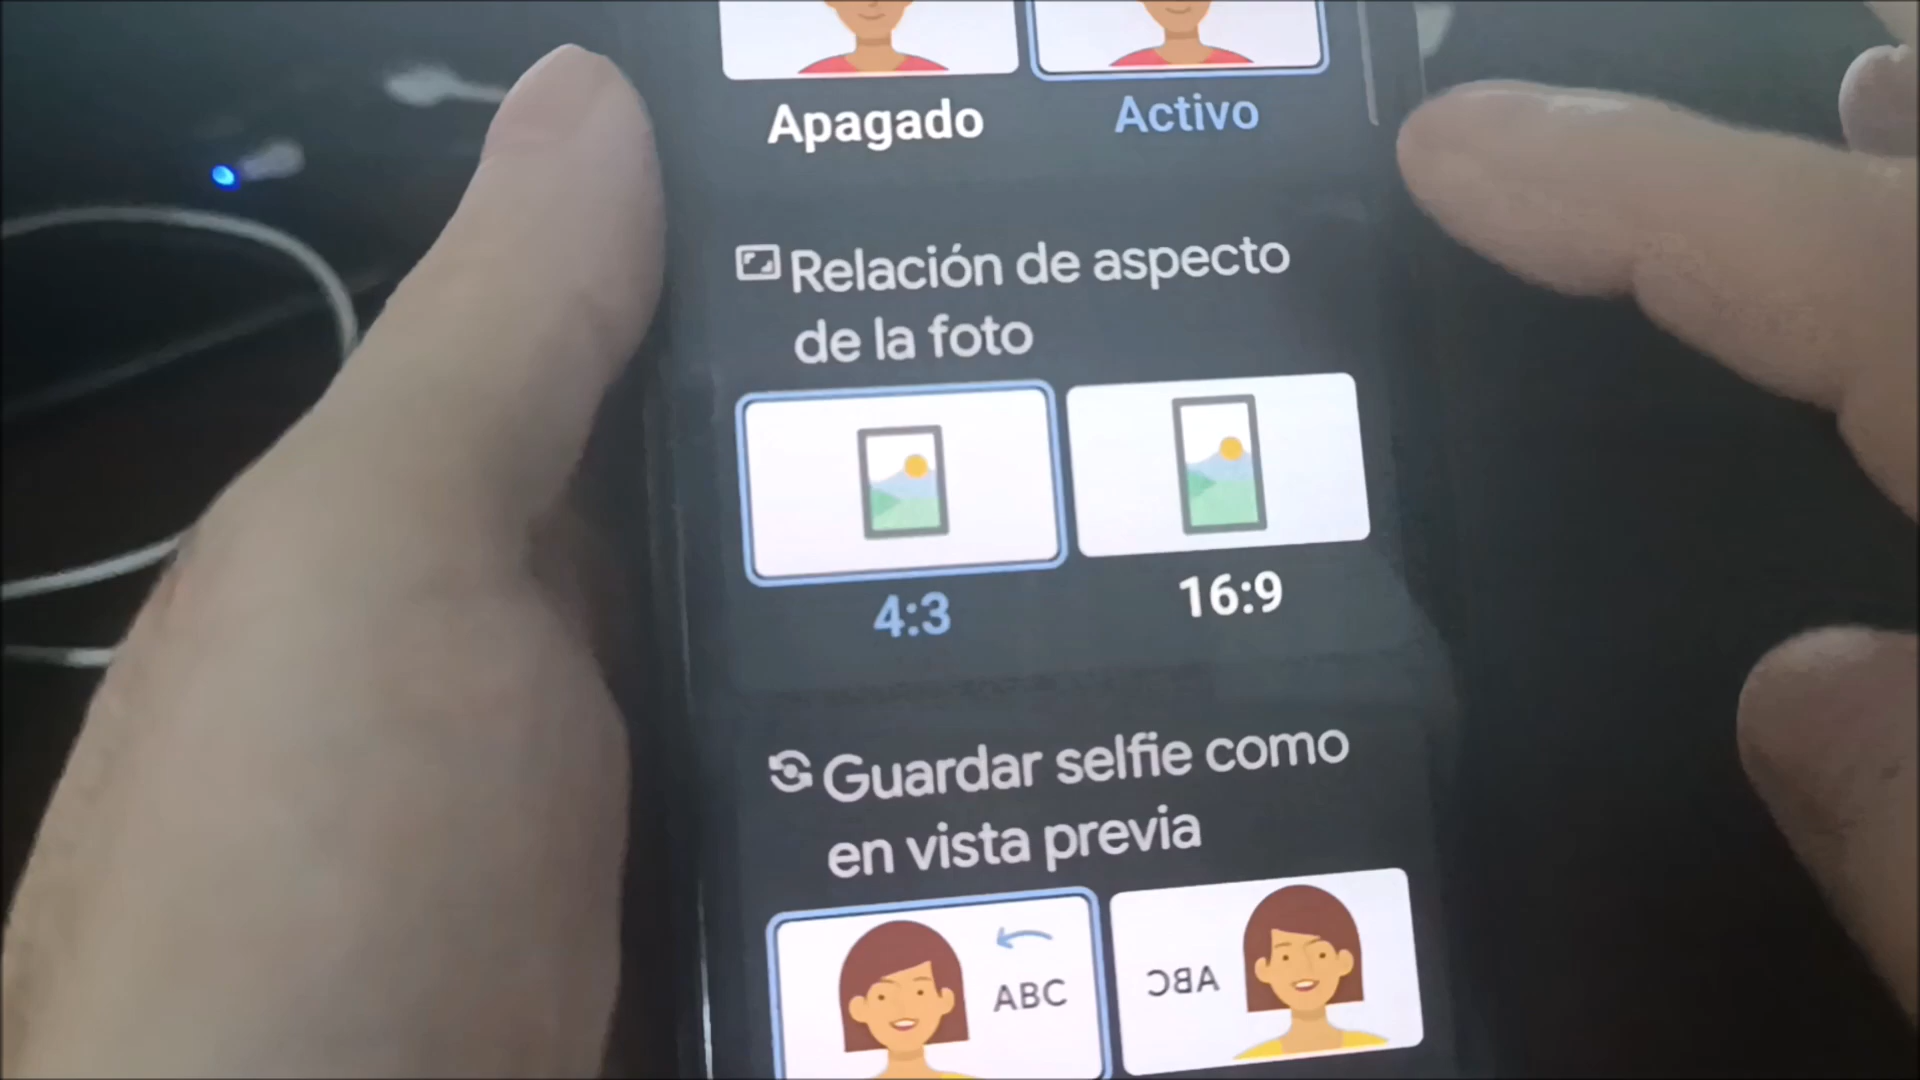 Apagado
Activo
Relación de aspecto
de la foto
4:3
16:9
Guardar selfie como
en vista previa
ABC
ABC